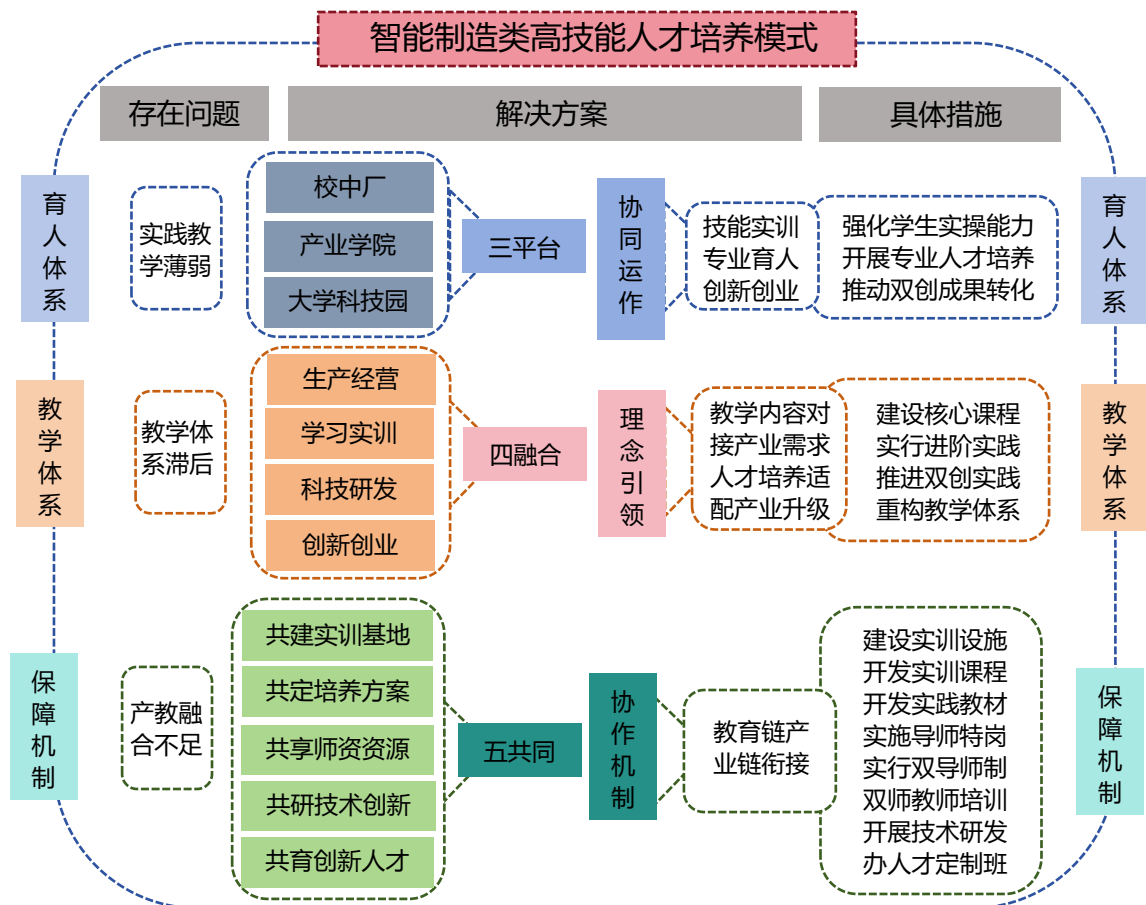 智能制造类高技能人才培养模式
存在问题
解决方案
具体措施
育人体系
实践教
学薄弱
校中厂
产业学院
大学科技园
三平台
协同运作
技能实训
专业育人
创新创业
强化学生实操能力
开展专业人才培养
推动双创成果转化
育人体系
教学体系
教学体
系滞后
生产经营
学习实训
科技研发
创新创业
四融合
理念引领
教学内容对
接产业需求
人才培养适
配产业升级
建设核心课程
实行进阶实践
推进双创实践
重构教学体系
教学体系
保障机制
产教融
合不足
共建实训基地
共定培养方案
共享师资资源
共研技术创新
共育创新人才
五共同
协作机制
教育链产
业链衔接
建设实训设施
开发实训课程
开发实践教材
实施导师特岗
实行双导师制
双师教师培训
开展技术研发
办人才定制班
保障机制